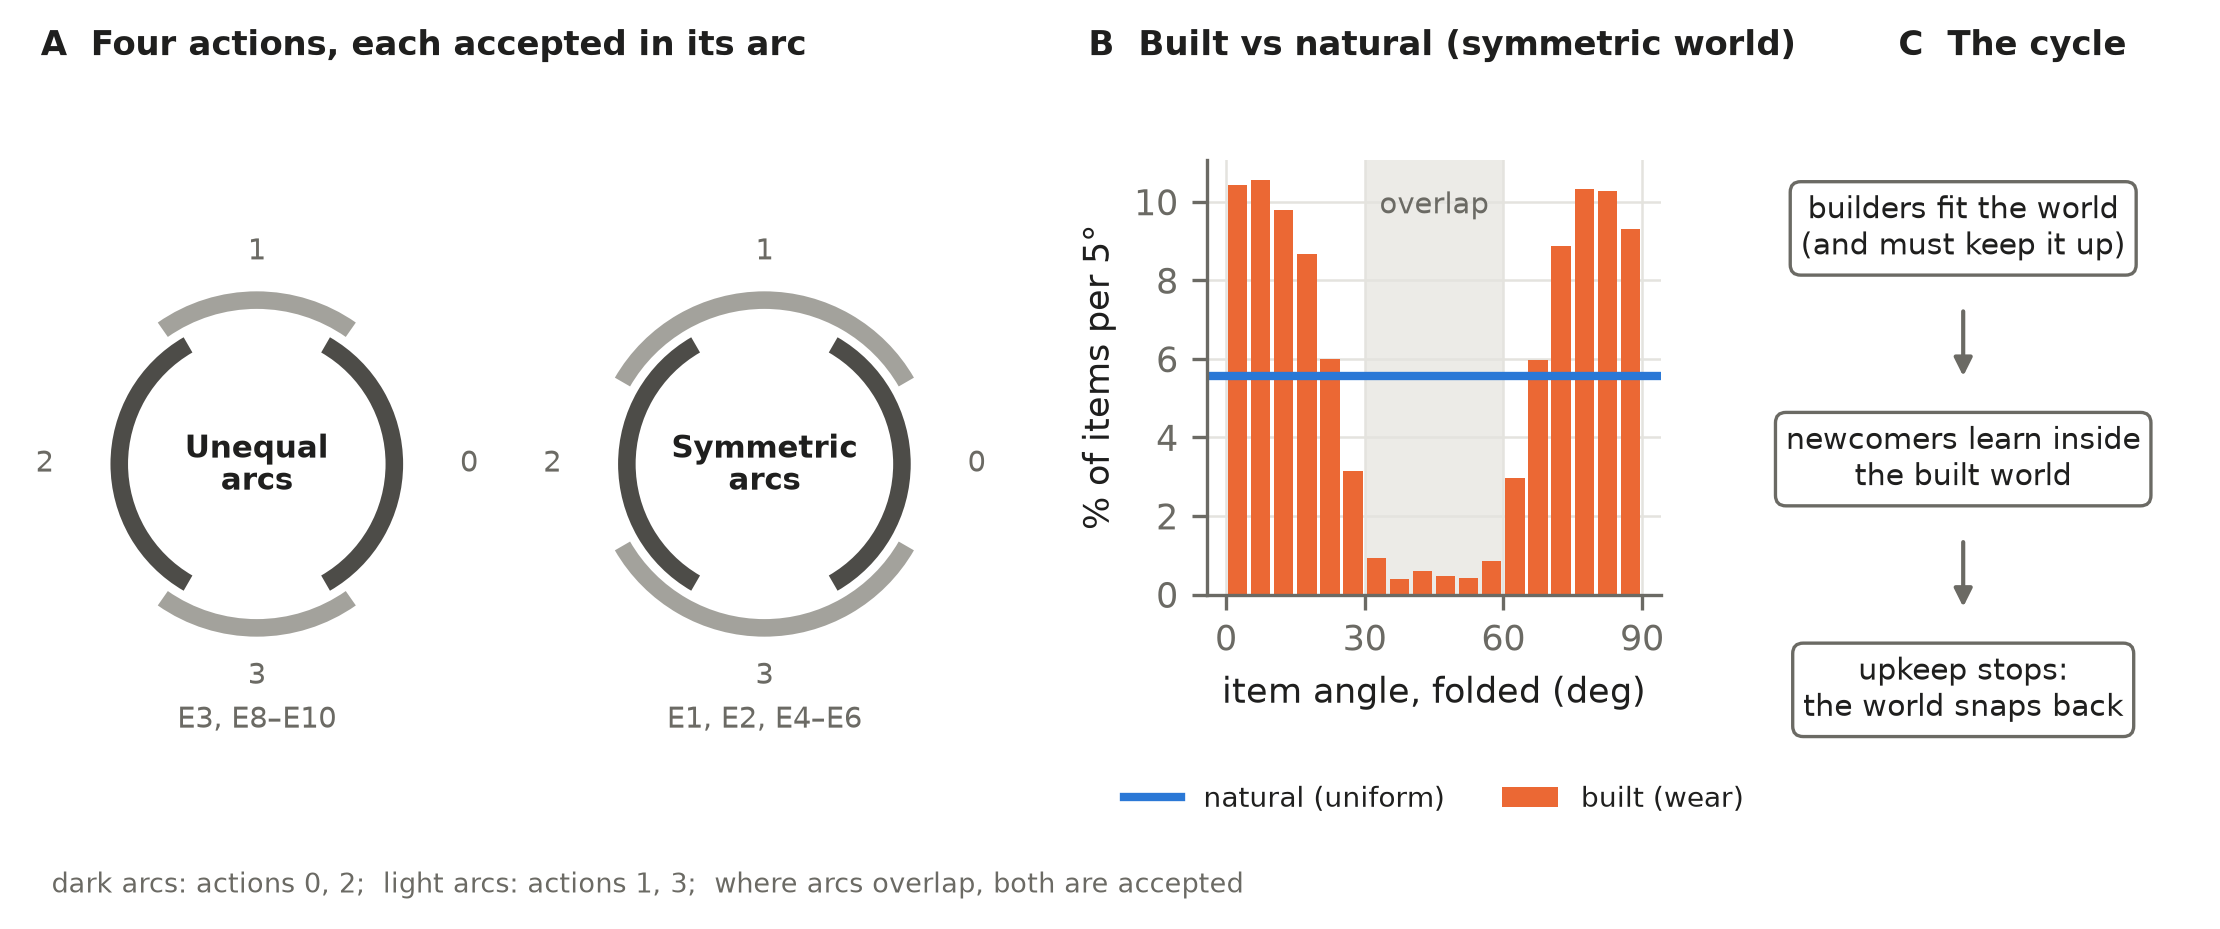 A Four actions, each accepted in its arc
1
2
Unequal
arcs
0
3
E3, E8–E10
1
2
Symmetric
arcs
0
3
E1, E2, E4–E6
dark arcs: actions 0, 2; light arcs: actions 1, 3; where arcs overlap, both are accepted
B Built vs natural (symmetric world)
% of items per 5°
10
8
6
4
2
0
overlap
0 30 60 90
item angle, folded (deg)
natural (uniform) built (wear)
C The cycle
builders fit the world
(and must keep it up)
newcomers learn inside
the built world
upkeep stops:
the world snaps back